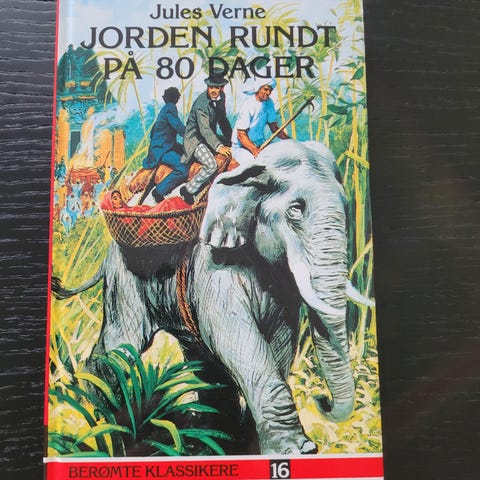 Jules Verne
JORDEN RUNDT
PÅ 80 DAGER
BERØMTE KLASSIKERE 16